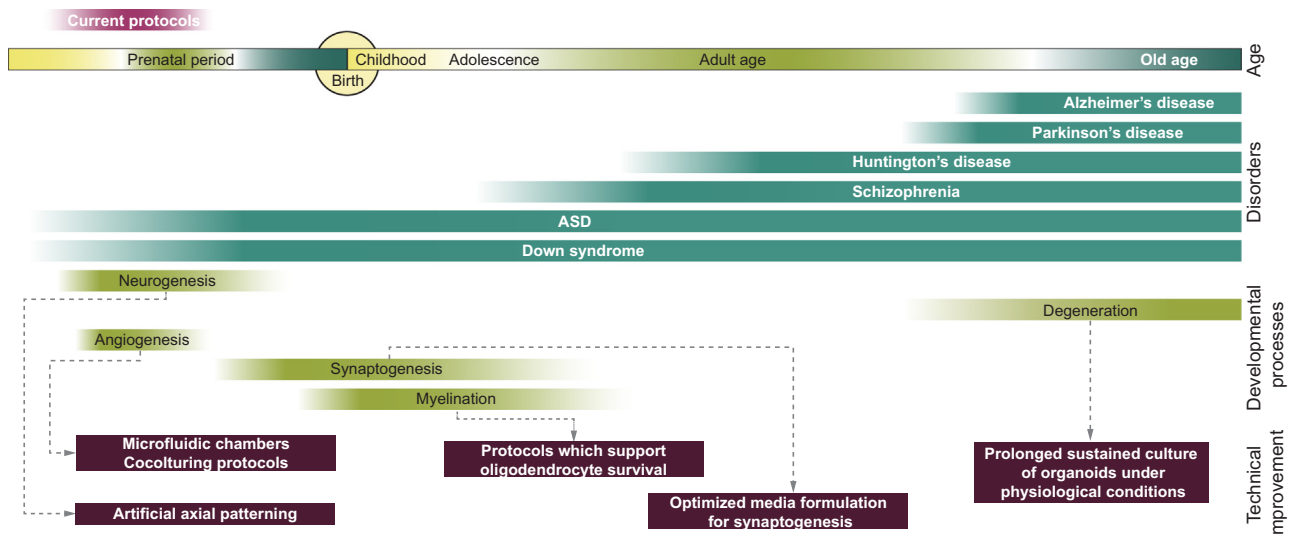 Current protocols
Prenatal period
Birth
Childhood
Adolescence
Adult age
Old age
Age
Alzheimer's disease
Parkinson's disease
Huntington's disease
Schizophrenia
ASD
Down syndrome
Disorders
Neurogenesis
Degeneration
Angiogenesis
Synaptogenesis
Myelination
Developmental
processes
Microfluidic chambers
Cocolturing protocols
Protocols which support
oligodendrocyte survival
Prolonged sustained culture
of organoids under
physiological conditions
Artificial axial patterning
Optimized media formulation
for synaptogenesis
Technical
mprovement